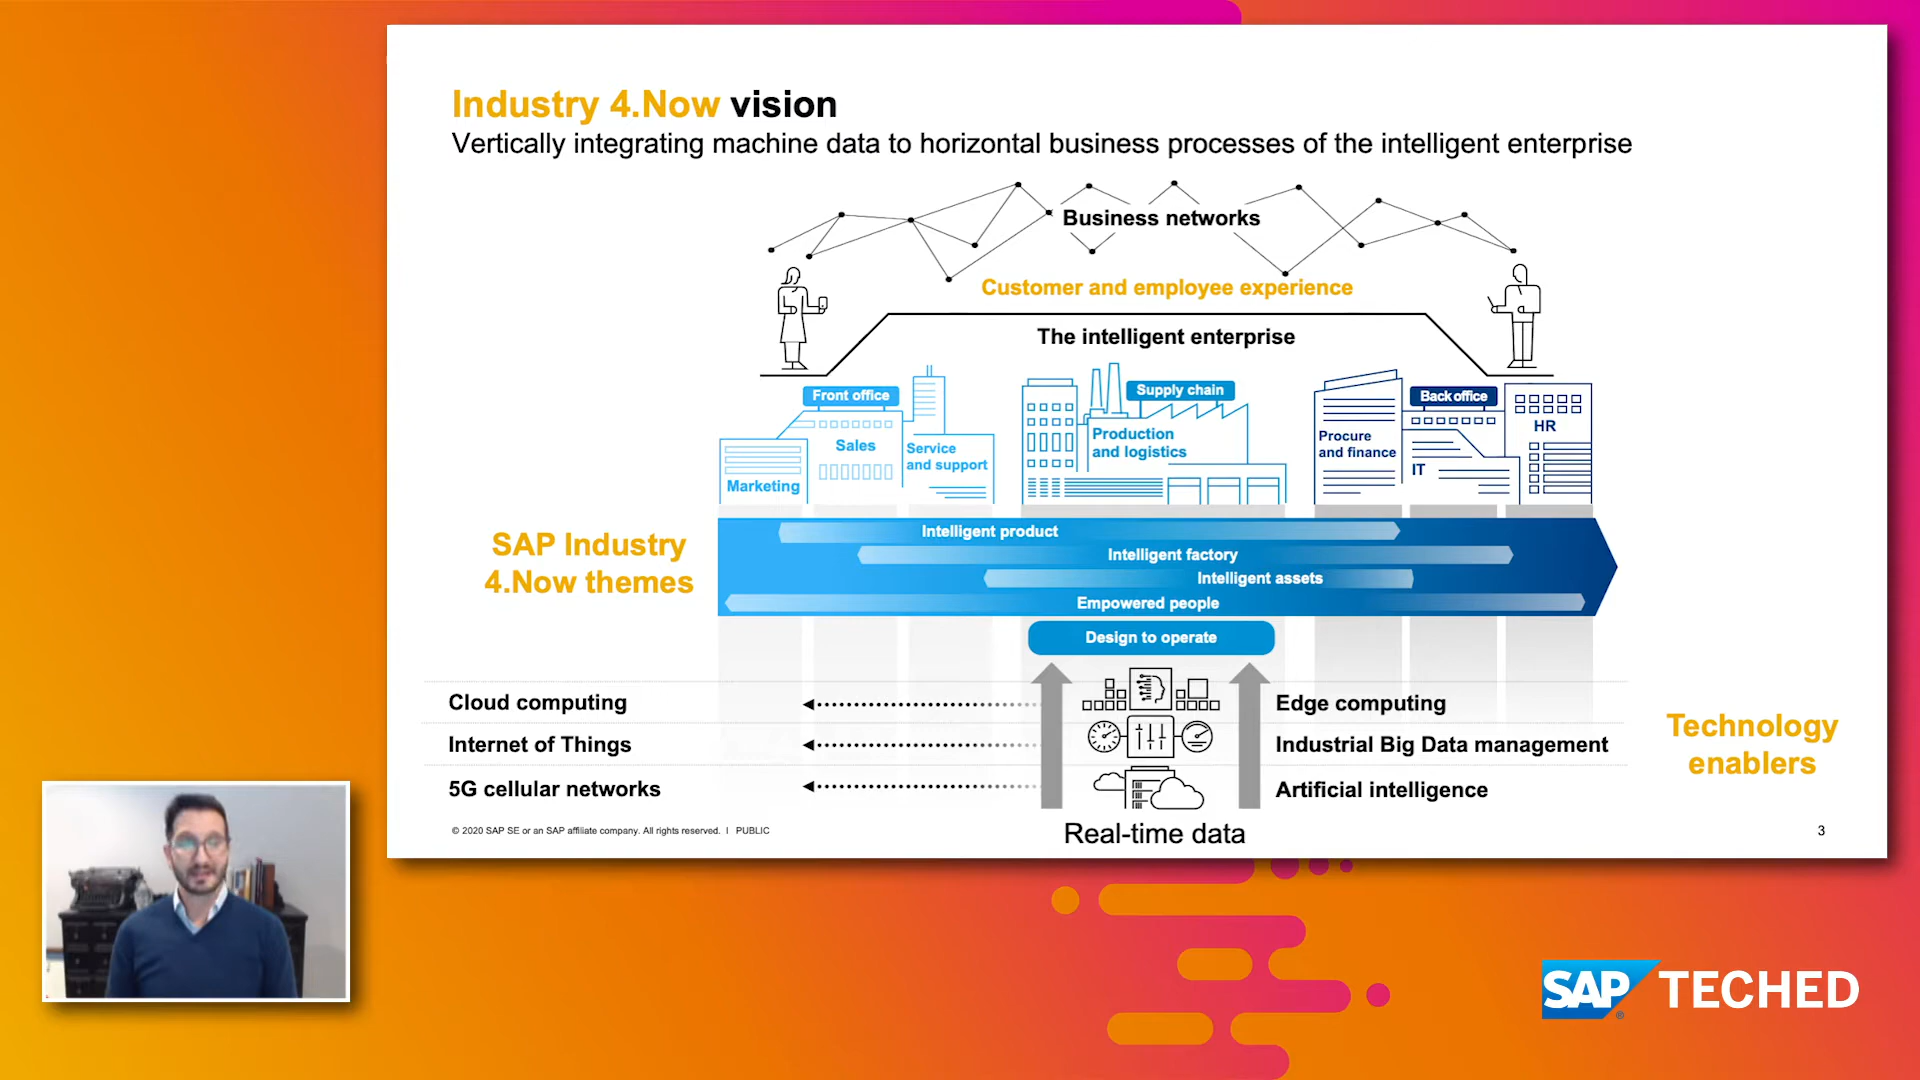 Industry 4.Now vision
Vertically integrating machine data to horizontal business processes of the intelligent enterprise
Business networks
Customer and employee experience
The intelligent enterprise
Front office
Supply chain
Back office
Marketing
Sales
Service
and support
Production
and logistics
Procure
and finance
IT
HR
SAP Industry
4.Now themes
Intelligent product
Intelligent factory
Intelligent assets
Empowered people
Design to operate
Cloud computing
Internet of Things
5G cellular networks
Edge computing
Industrial Big Data management
Artificial intelligence
Technology
enablers
Real-time data
© 2020 SAP SE or an SAP affiliate company. All rights reserved. | PUBLIC
3
SAP® TECHED